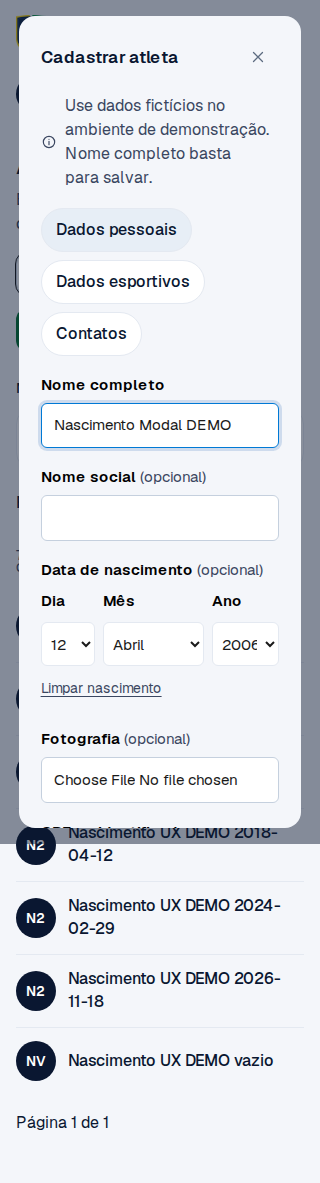 Cadastrar atleta
Use dados fictícios no
ambiente de demonstração.
Nome completo basta
para salvar.
Dados pessoais
Dados esportivos
Contatos
Nome completo
Nascimento Modal DEMO
Nome social (opcional)
Data de nascimento (opcional)
Dia Mês Ano
12 Abril 2006
Limpar nascimento
Fotografia (opcional)
Choose File No file chosen
N2 Nascimento UX DEMO 2018-
04-12
N2 Nascimento UX DEMO 2024-
02-29
N2 Nascimento UX DEMO 2026-
11-18
NV Nascimento UX DEMO vazio
Página 1 de 1